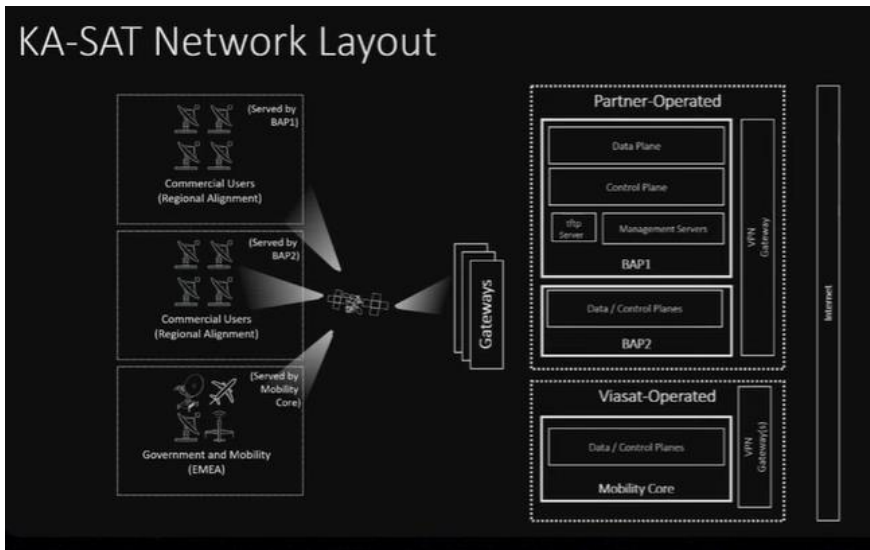 KA-SAT Network Layout
(Served by
BAP1)
Commercial Users
(Regional Alignment)
(Served by
BAP2)
Commercial Users
(Regional Alignment)
(Served by
Mobility
Core)
Government and Mobility
(EMEA)
Gateways
Partner-Operated
Data Plane
Control Plane
tftp
Server
Management Servers
BAP1
Data / Control Planes
BAP2
VPN
Gateway
Viasat-Operated
Data / Control Planes
Mobility Core
VPN
Gateway(s)
Internet